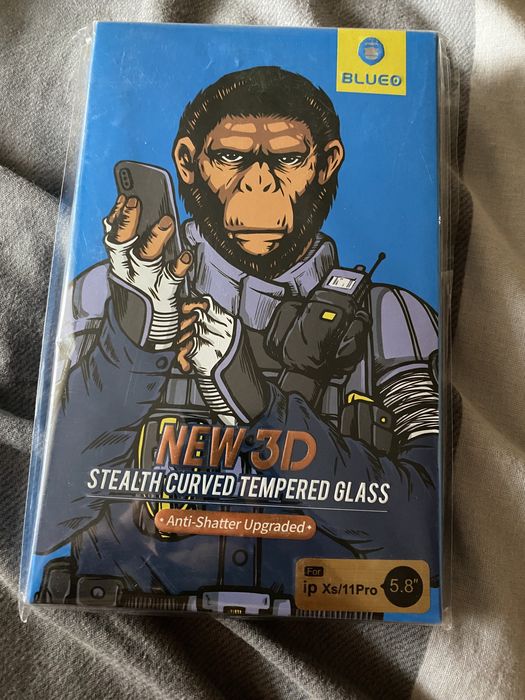 BLUEO
NEW 3D
STEALTH CURVED TEMPERED GLASS
Anti-Shatter Upgraded
For
ip Xs/11Pro 5.8"